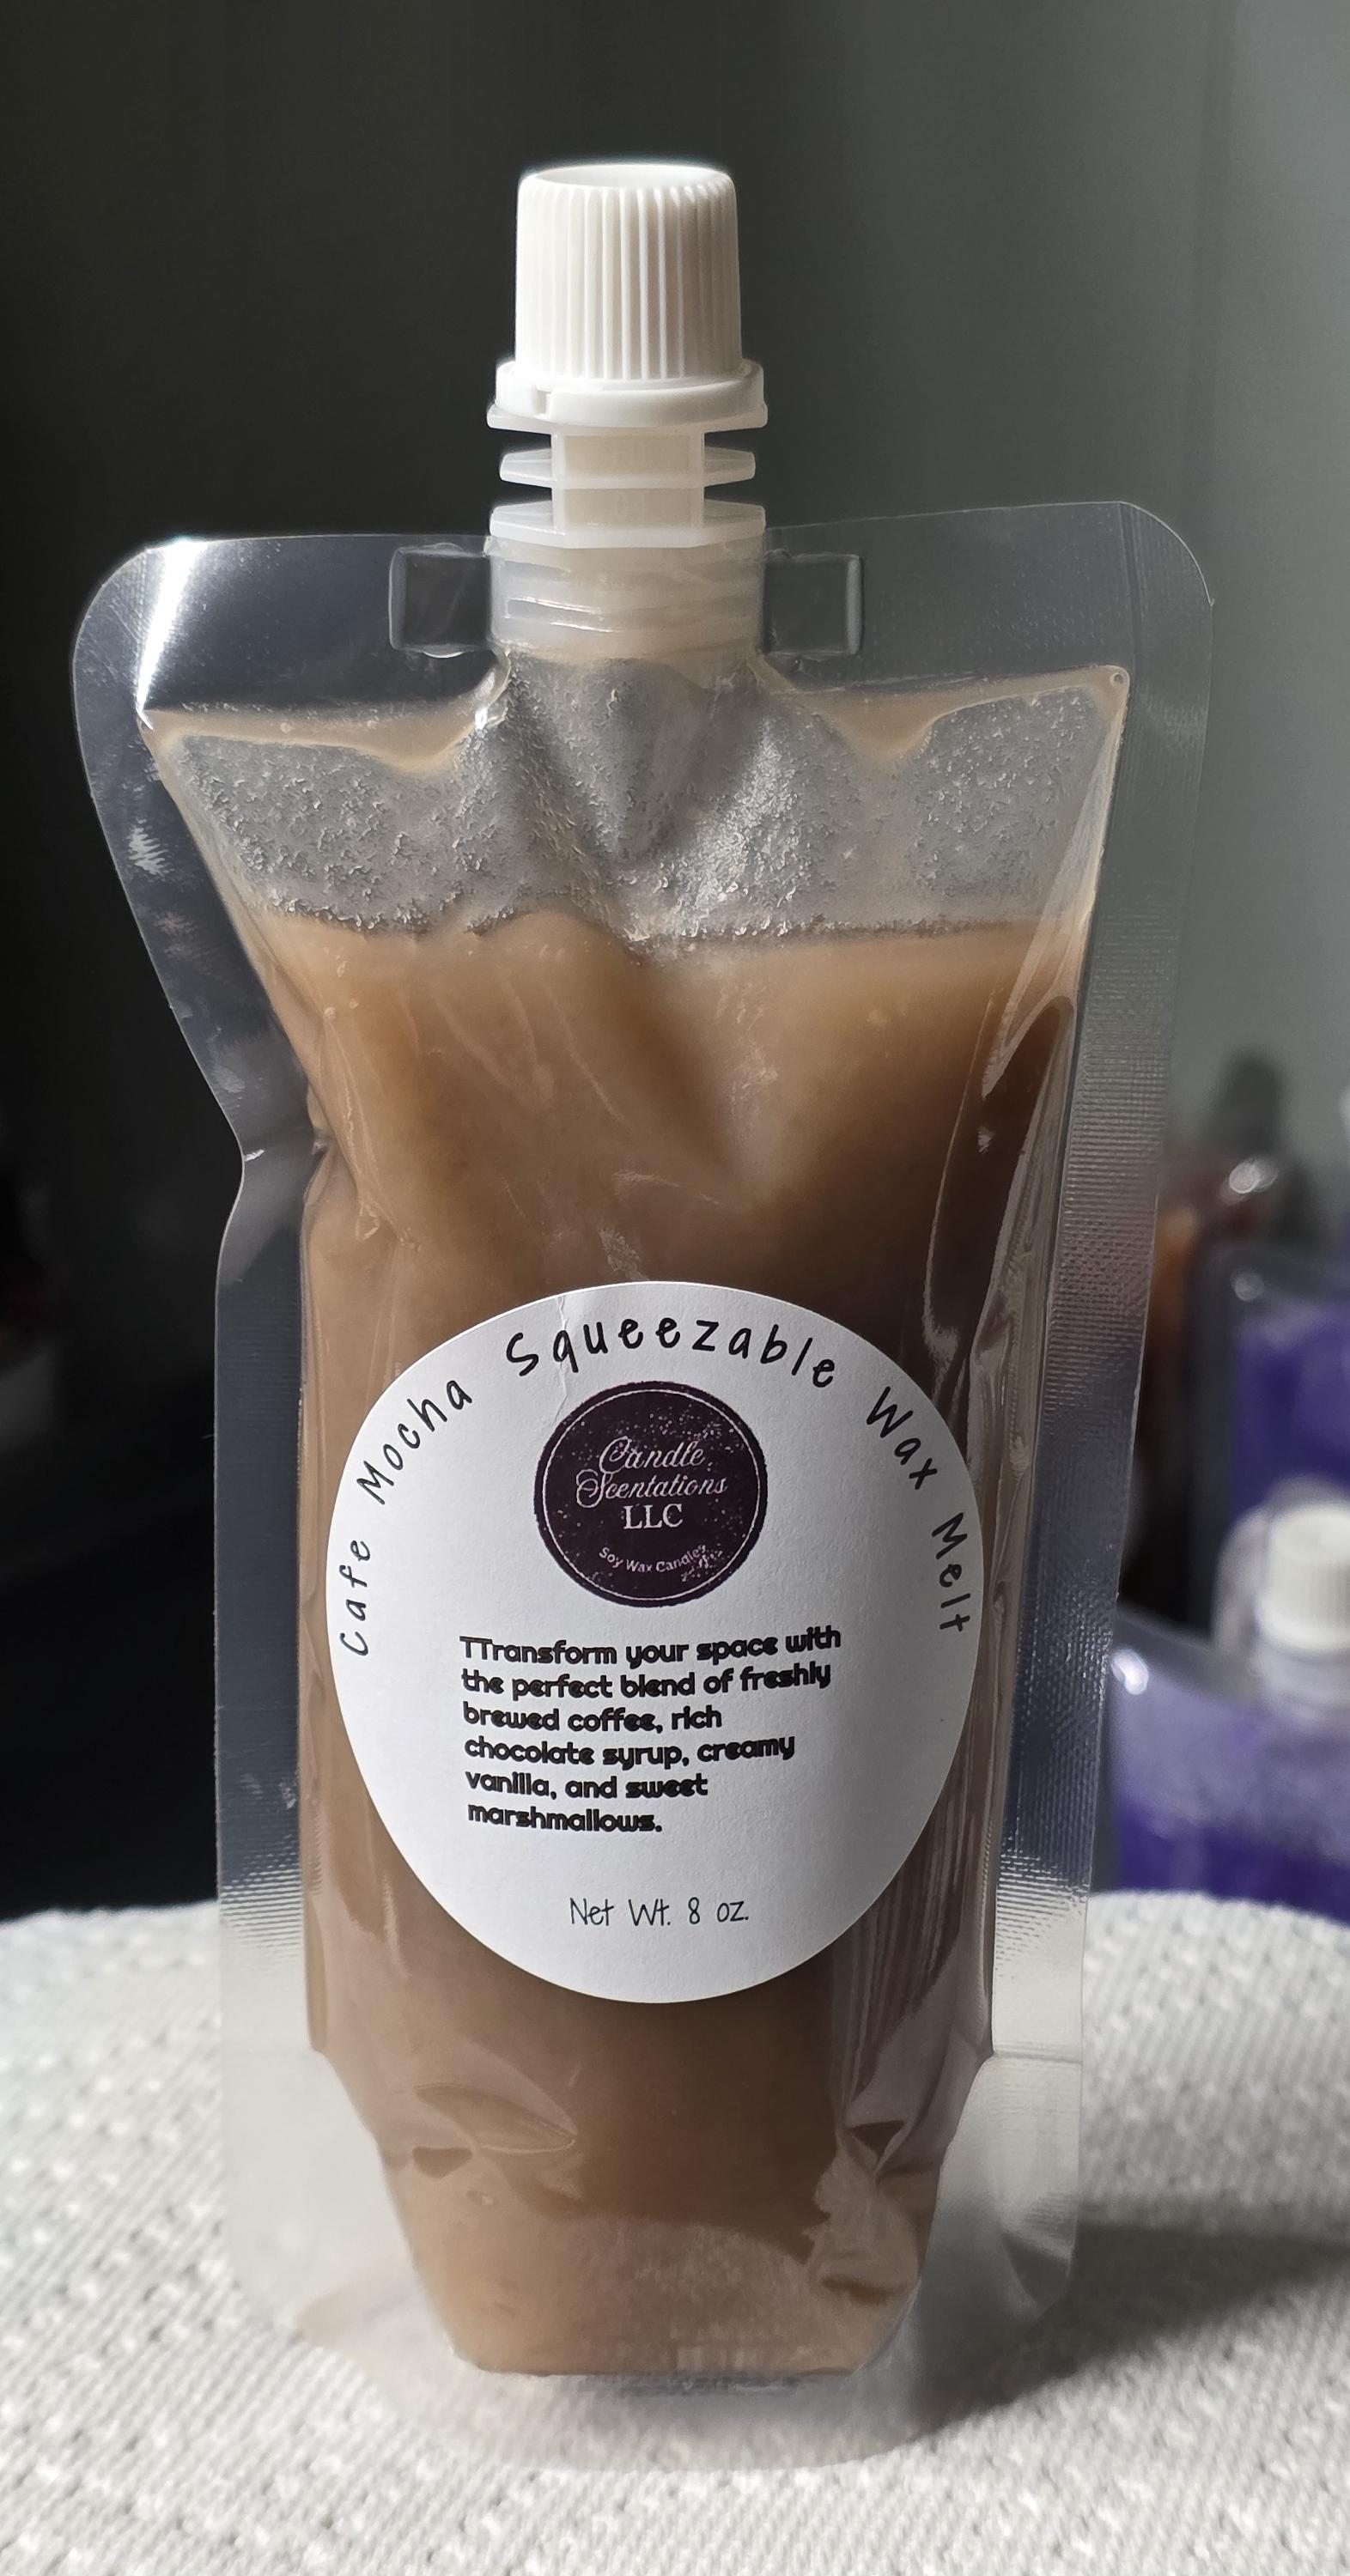 Cafe Mocha Squeezable Wax Melt
Candle
Scentations
LLC
Soy Wax Candles
TTransform your space with
the perfect blend of freshly
brewed coffee, rich
chocolate syrup, creamy
vanilla, and sweet
marshmallows.
Net Wt. 8 oz.